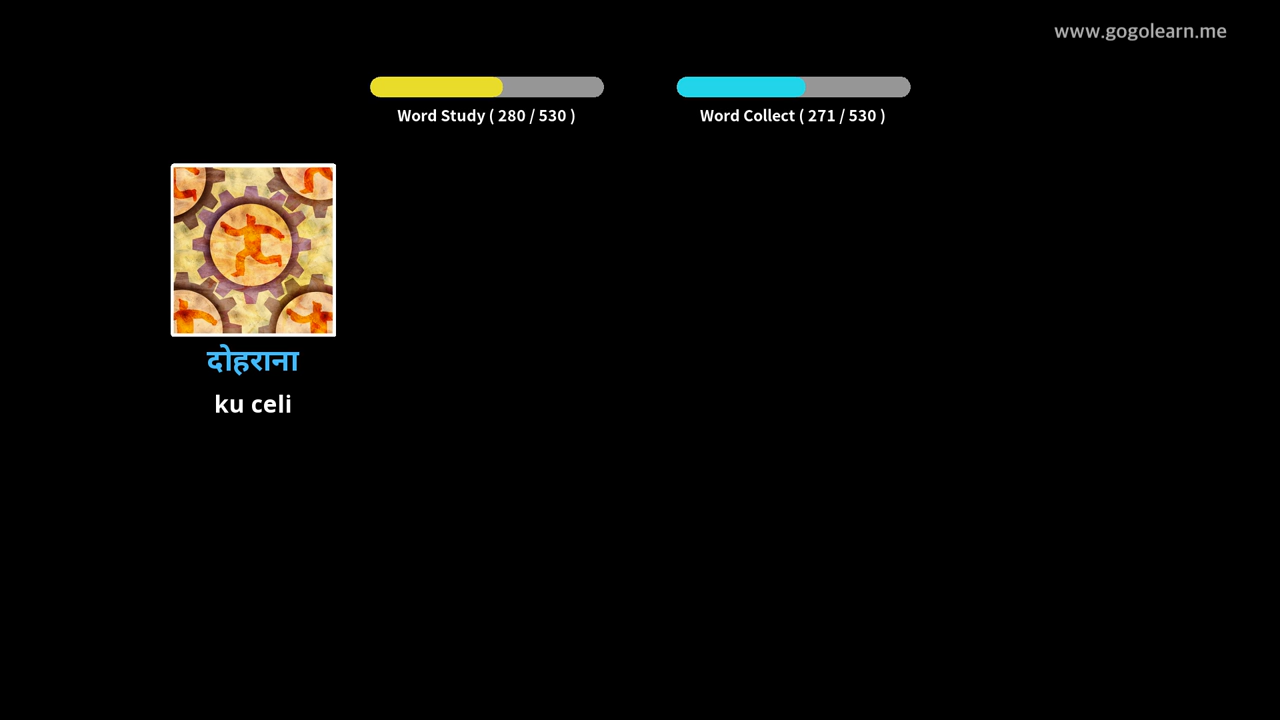 www.gogolearn.me
Word Study ( 280 / 530 )
Word Collect ( 271 / 530 )
दोहराना
ku celi